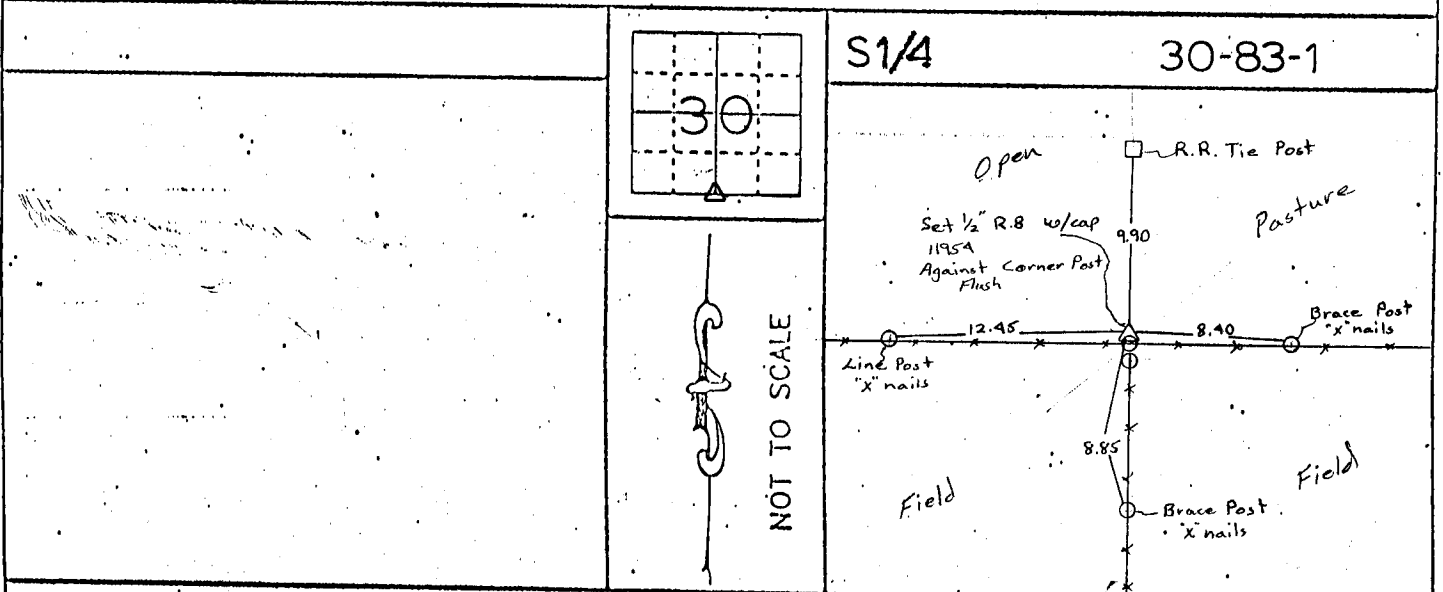 30
NOT TO SCALE
S1/4 30-83-1
Open
R.R. Tie Post
Pasture
Set 1/2" R.B w/cap
11954
Against Corner Post
Flush
9.90
12.45
8.40
Brace Post
"x" nails
Line Post
"x" nails
8.85
Field
Field
Brace Post
"x" nails